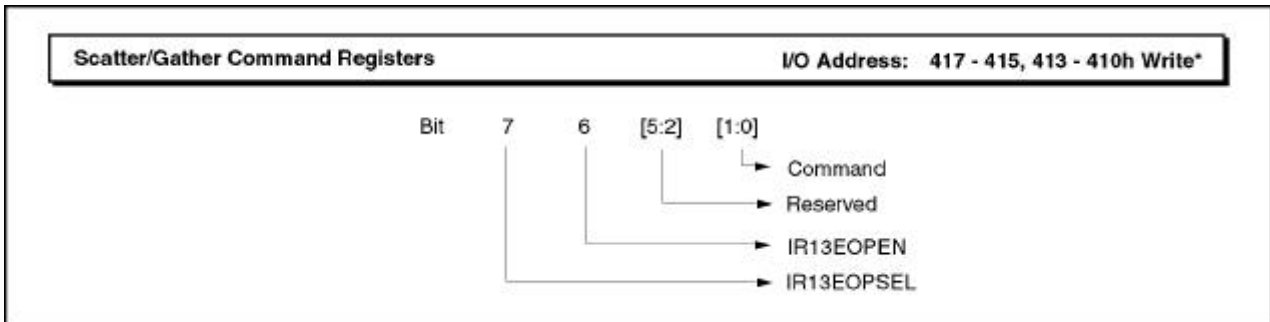 Scatter/Gather Command Registers I/O Address: 417 - 415, 413 - 410h Write*
Bit 7 6 [5:2] [1:0]
Command
Reserved
IR13EOPEN
IR13EOPSEL